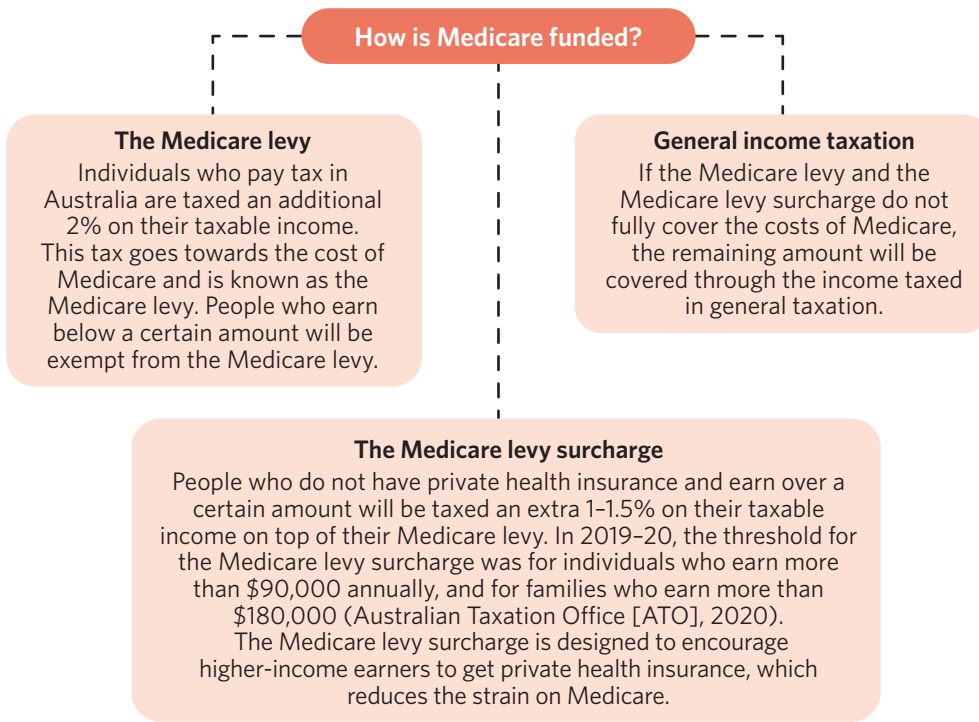 How is Medicare funded?
The Medicare levy
Individuals who pay tax in
Australia are taxed an additional
2% on their taxable income.
This tax goes towards the cost of
Medicare and is known as the
Medicare levy. People who earn
below a certain amount will be
exempt from the Medicare levy.
General income taxation
If the Medicare levy and the
Medicare levy surcharge do not
fully cover the costs of Medicare,
the remaining amount will be
covered through the income taxed
in general taxation.
The Medicare levy surcharge
People who do not have private health insurance and earn over a
certain amount will be taxed an extra 1–1.5% on their taxable
income on top of their Medicare levy. In 2019–20, the threshold for
the Medicare levy surcharge was for individuals who earn more
than $90,000 annually, and for families who earn more than
$180,000 (Australian Taxation Office [ATO], 2020).
The Medicare levy surcharge is designed to encourage
higher-income earners to get private health insurance, which
reduces the strain on Medicare.